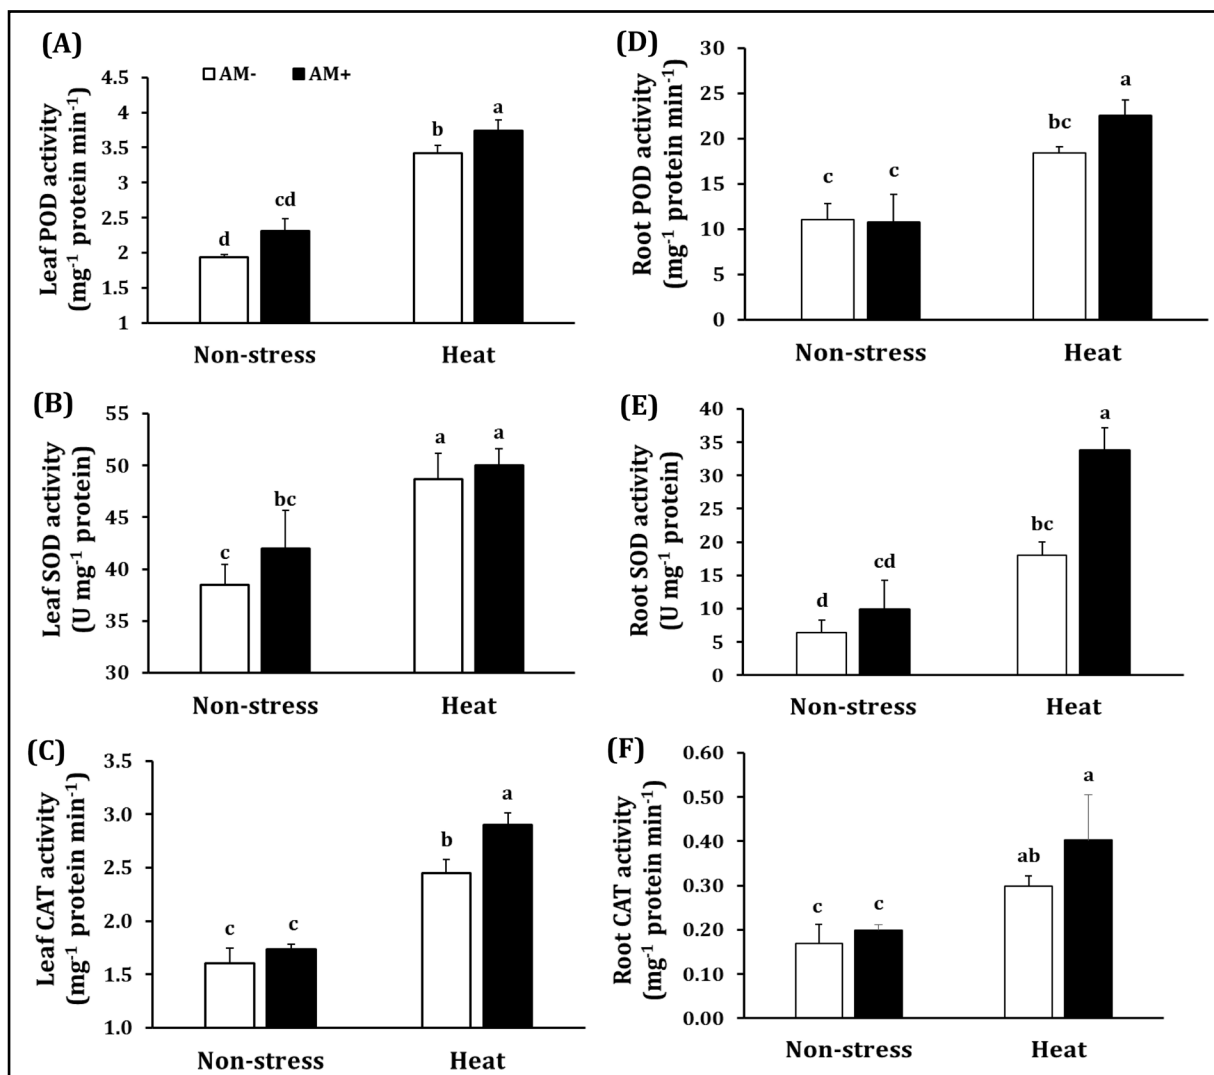 (A)
AM- AM+
Leaf POD activity
(mg⁻¹ protein min⁻¹)
4.5
4
3.5
3
2.5
2
1.5
1
d
cd
b
a
Non-stress
Heat
(D)
Root POD activity
(mg⁻¹ protein min⁻¹)
30
25
20
15
10
5
0
c
c
bc
a
Non-stress
Heat
(B)
Leaf SOD activity
(U mg⁻¹ protein)
55
50
45
40
35
30
c
bc
a
a
Non-stress
Heat
(E)
Root SOD activity
(U mg⁻¹ protein)
40
35
30
25
20
15
10
5
0
d
cd
bc
a
Non-stress
Heat
(C)
Leaf CAT activity
(mg⁻¹ protein min⁻¹)
3.5
3.0
2.5
2.0
1.5
1.0
c
c
b
a
Non-stress
Heat
(F)
Root CAT activity
(mg⁻¹ protein min⁻¹)
0.60
0.50
0.40
0.30
0.20
0.10
0.00
c
c
ab
a
Non-stress
Heat